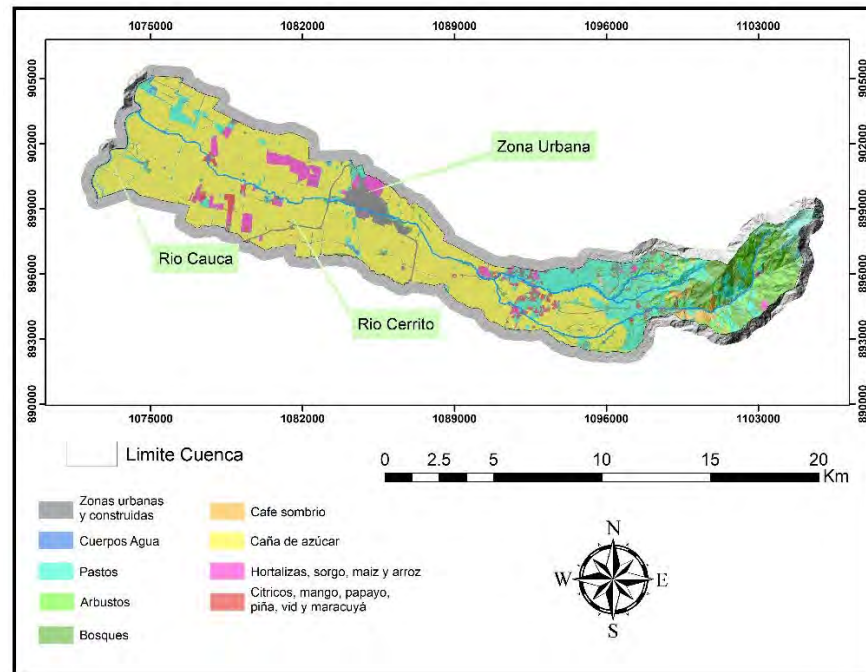 1075000 1082000 1089000 1096000 1103000
905000 905000
902000 902000
899000 899000
896000 896000
893000 893000
890000 890000
Zona Urbana
Rio Cauca
Rio Cerrito
1075000 1082000 1089000 1096000 1103000
Limite Cuenca
0 2.5 5 10 15 20
Km
Zonas urbanas
y construidas
Cuerpos Agua
Pastos
Arbustos
Bosques
Cafe sombrio
Caña de azúcar
Hortalizas, sorgo, maiz y arroz
Citricos, mango, papayo,
piña, vid y maracuyá
N
W E
S